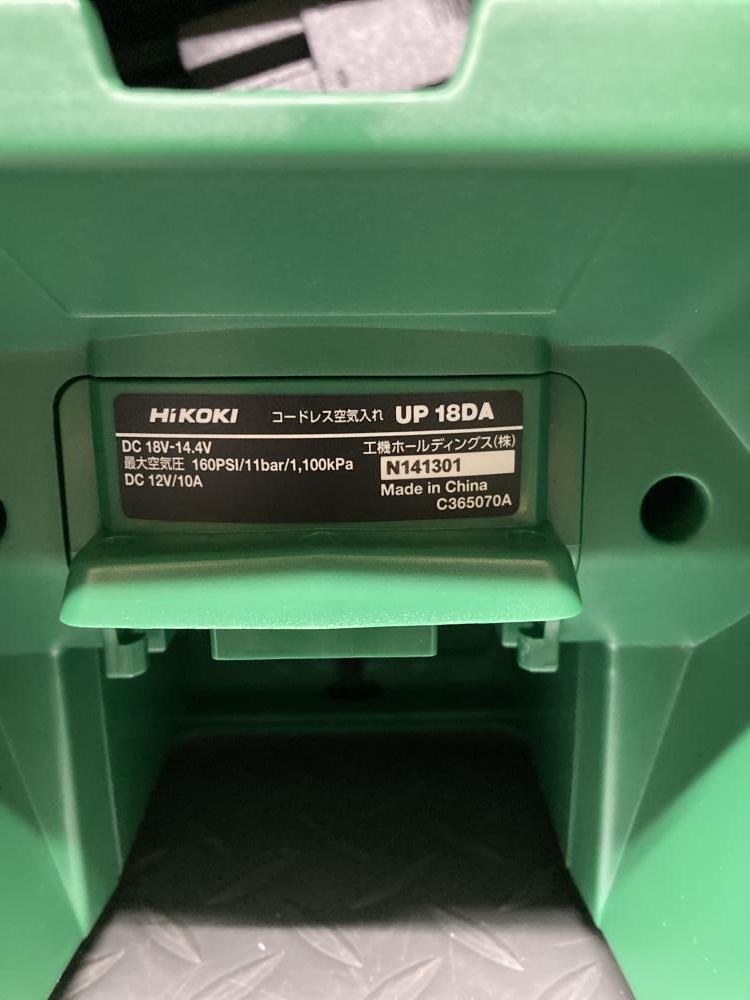 HiKOKI コードレス空気入れ UP 18DA
DC 18V-14.4V 工機ホールディングス(株)
最大空気圧 160PSI/11bar/1,100kPa N141301
DC 12V/10A Made in China
C365070A